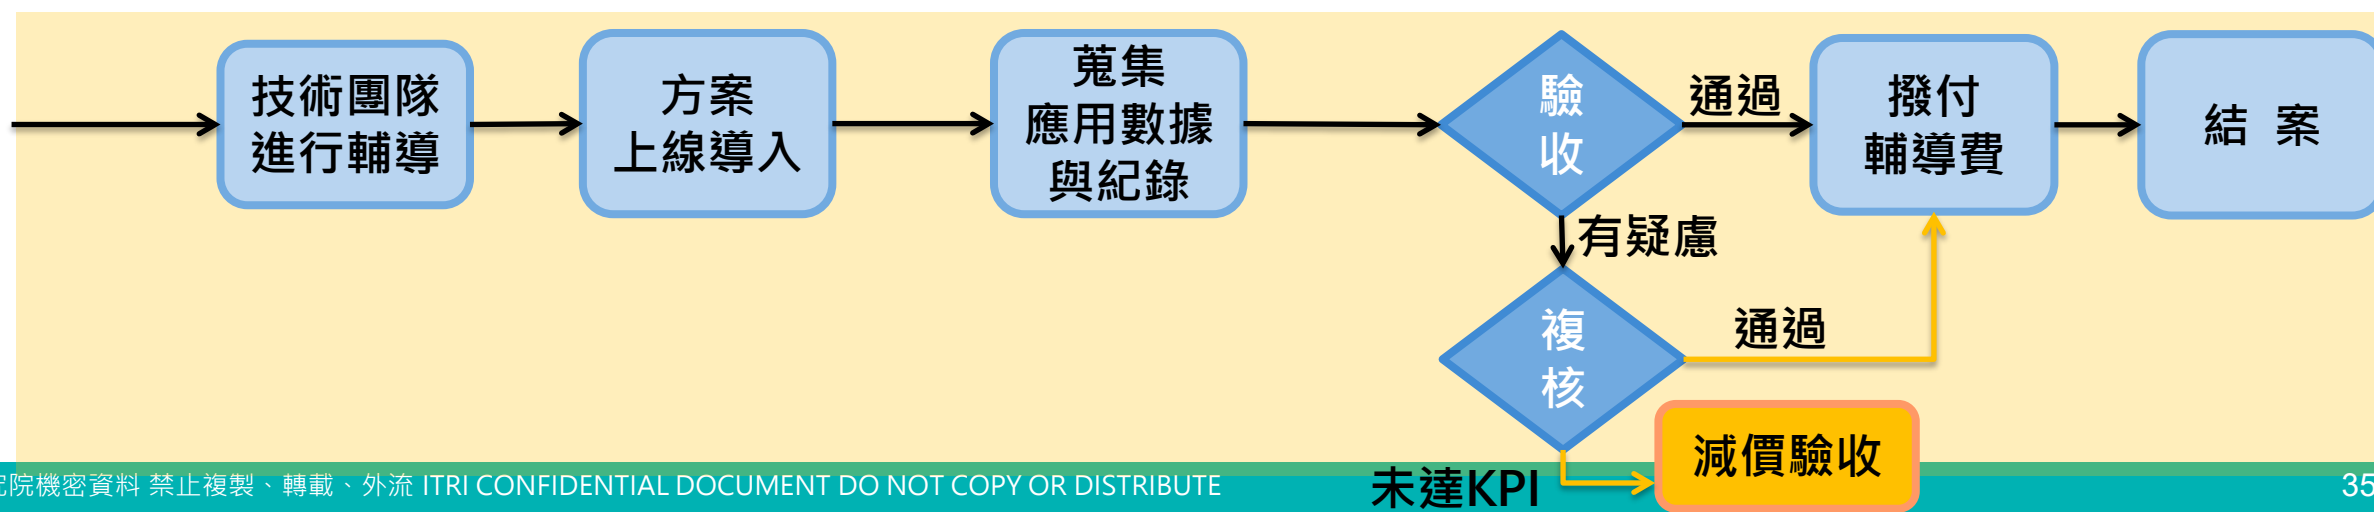 技術團隊
進行輔導
方案
上線導入
蒐集
應用數據
與紀錄
驗
收
通過
撥付
輔導費
結 案
有疑慮
複
核
通過
減價驗收
未達KPI
院機密資料 禁止複製、轉載、外流 ITRI CONFIDENTIAL DOCUMENT DO NOT COPY OR DISTRIBUTE
35